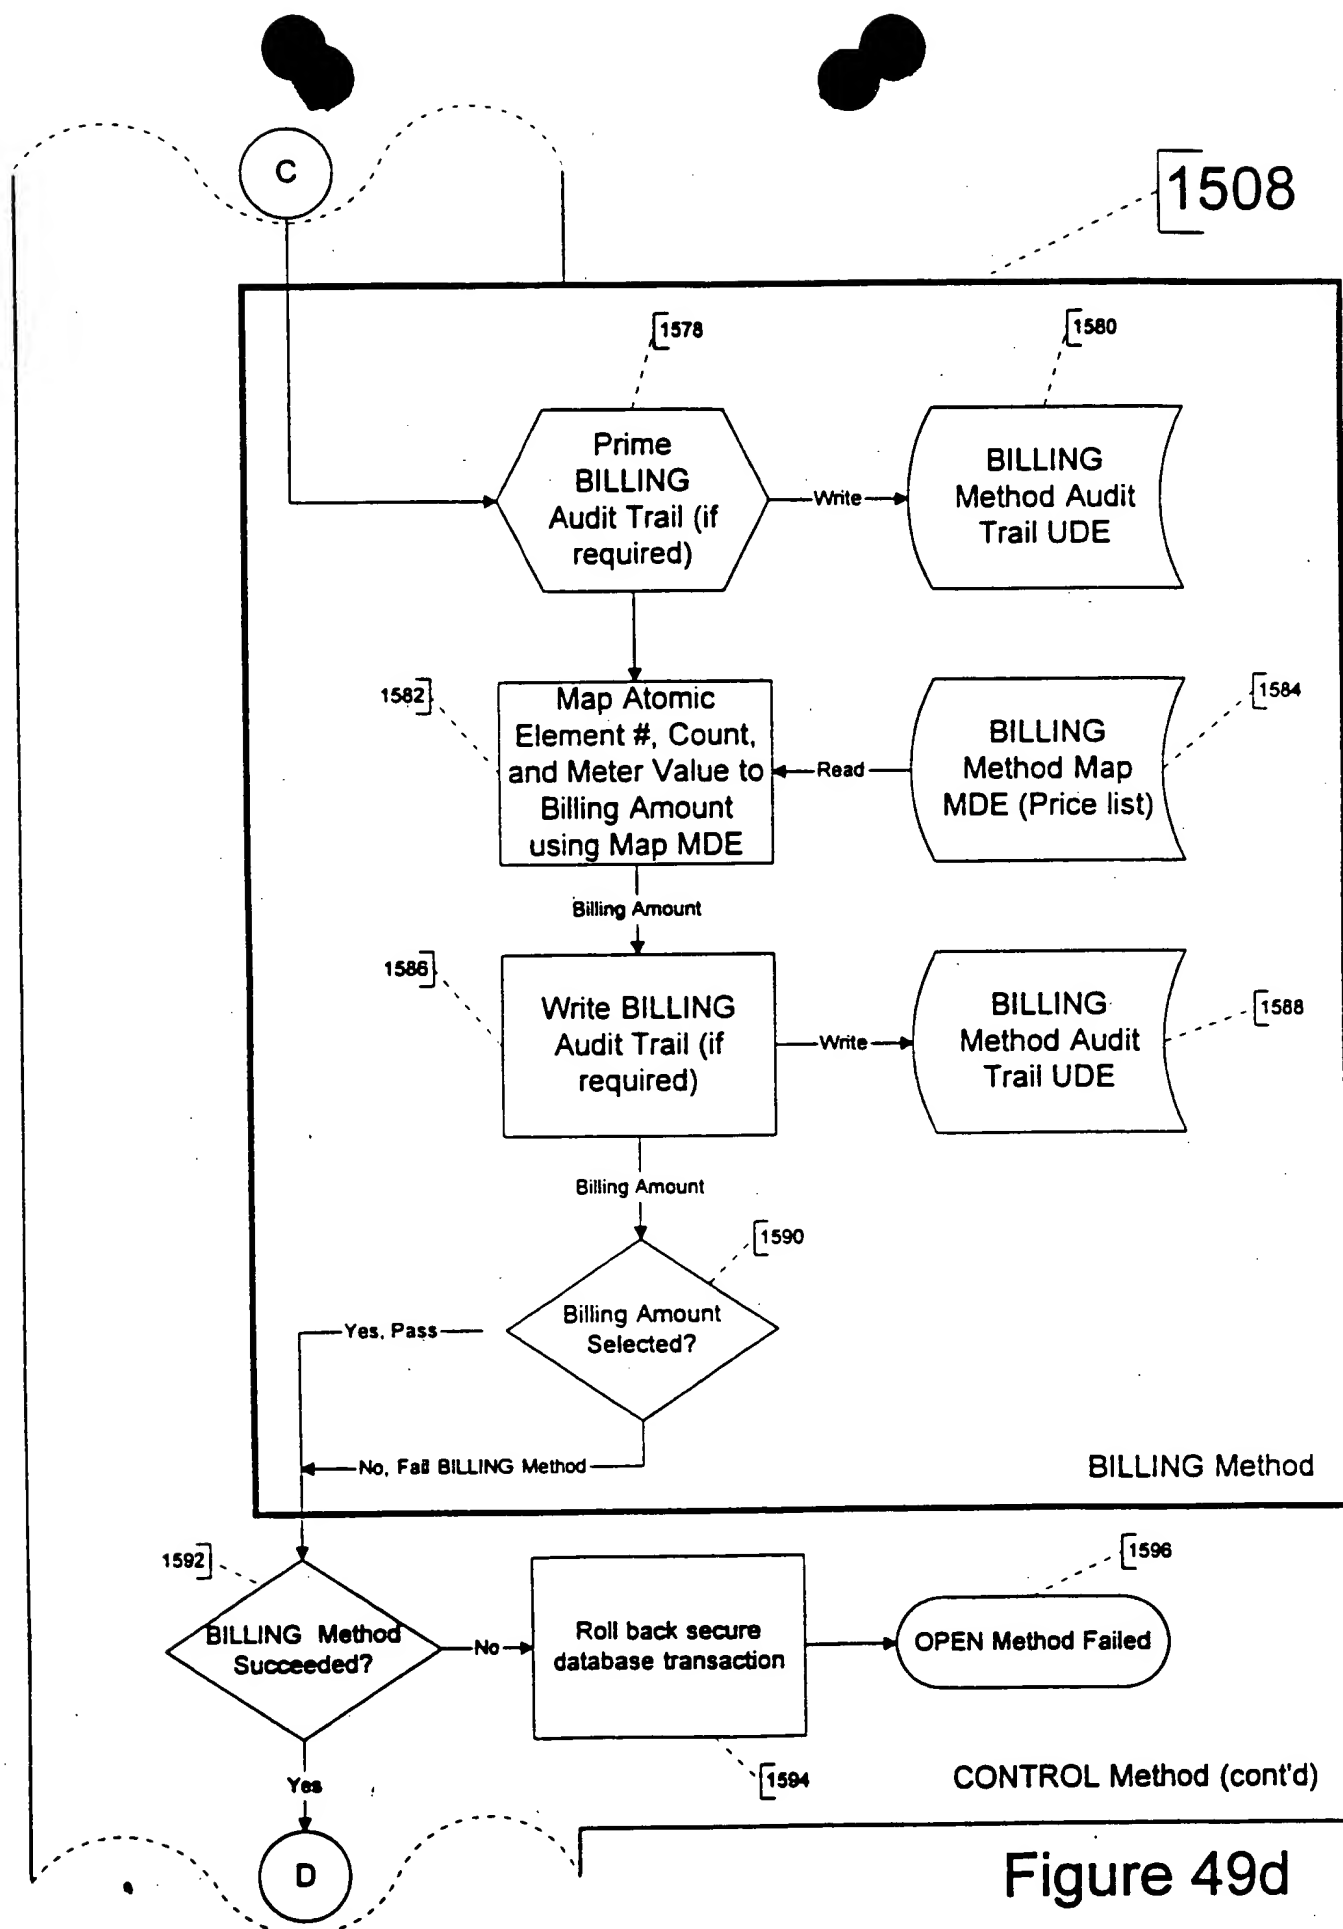 C
1508
1578
1580
Prime
BILLING
Audit Trail (if
required)
Write
BILLING
Method Audit
Trail UDE
1582
Map Atomic
Element #, Count,
and Meter Value to
Billing Amount
using Map MDE
Read
BILLING
Method Map
MDE (Price list)
1584
Billing Amount
1586
Write BILLING
Audit Trail (if
required)
Write
BILLING
Method Audit
Trail UDE
1588
Billing Amount
1590
Billing Amount
Selected?
Yes, Pass
No, Fail BILLING Method
BILLING Method
1592
BILLING Method
Succeeded?
No
Roll back secure
database transaction
1596
OPEN Method Failed
1594
Yes
CONTROL Method (cont'd)
D
Figure 49d